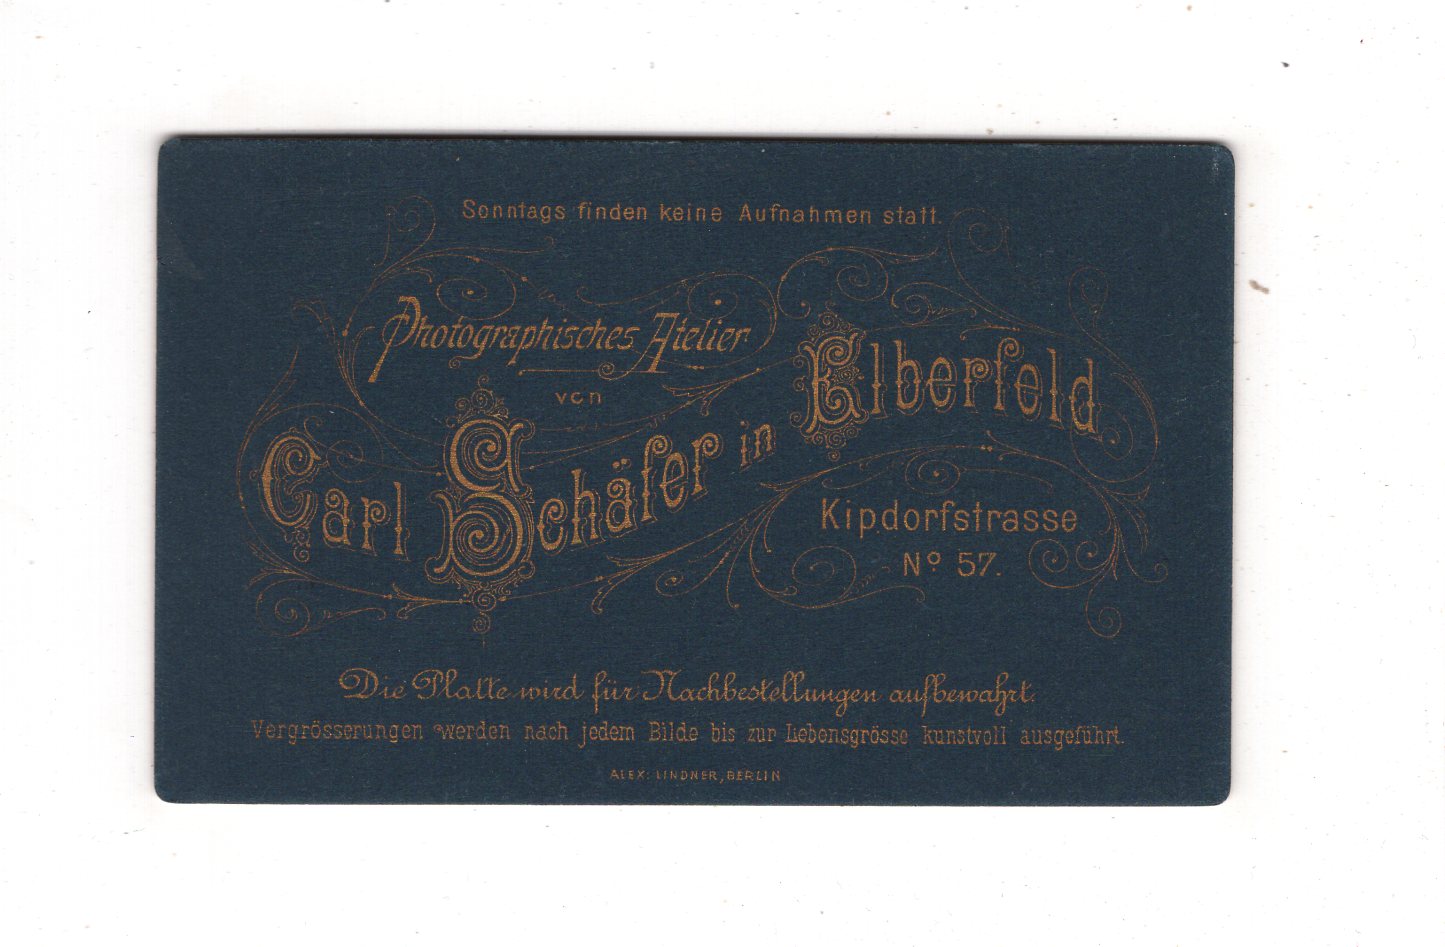 Sonntags finden keine Aufnahmen statt.
Photographisches Atelier
von
Carl Schäfer in Elberfeld
Kipdorfstrasse
Nº 57.
Die Platte wird für Nachbestellungen aufbewahrt.
Vergrösserungen werden nach jedem Bilde bis zur Lebensgrösse kunstvoll ausgeführt.
ALEX: LINDNER, BERLIN